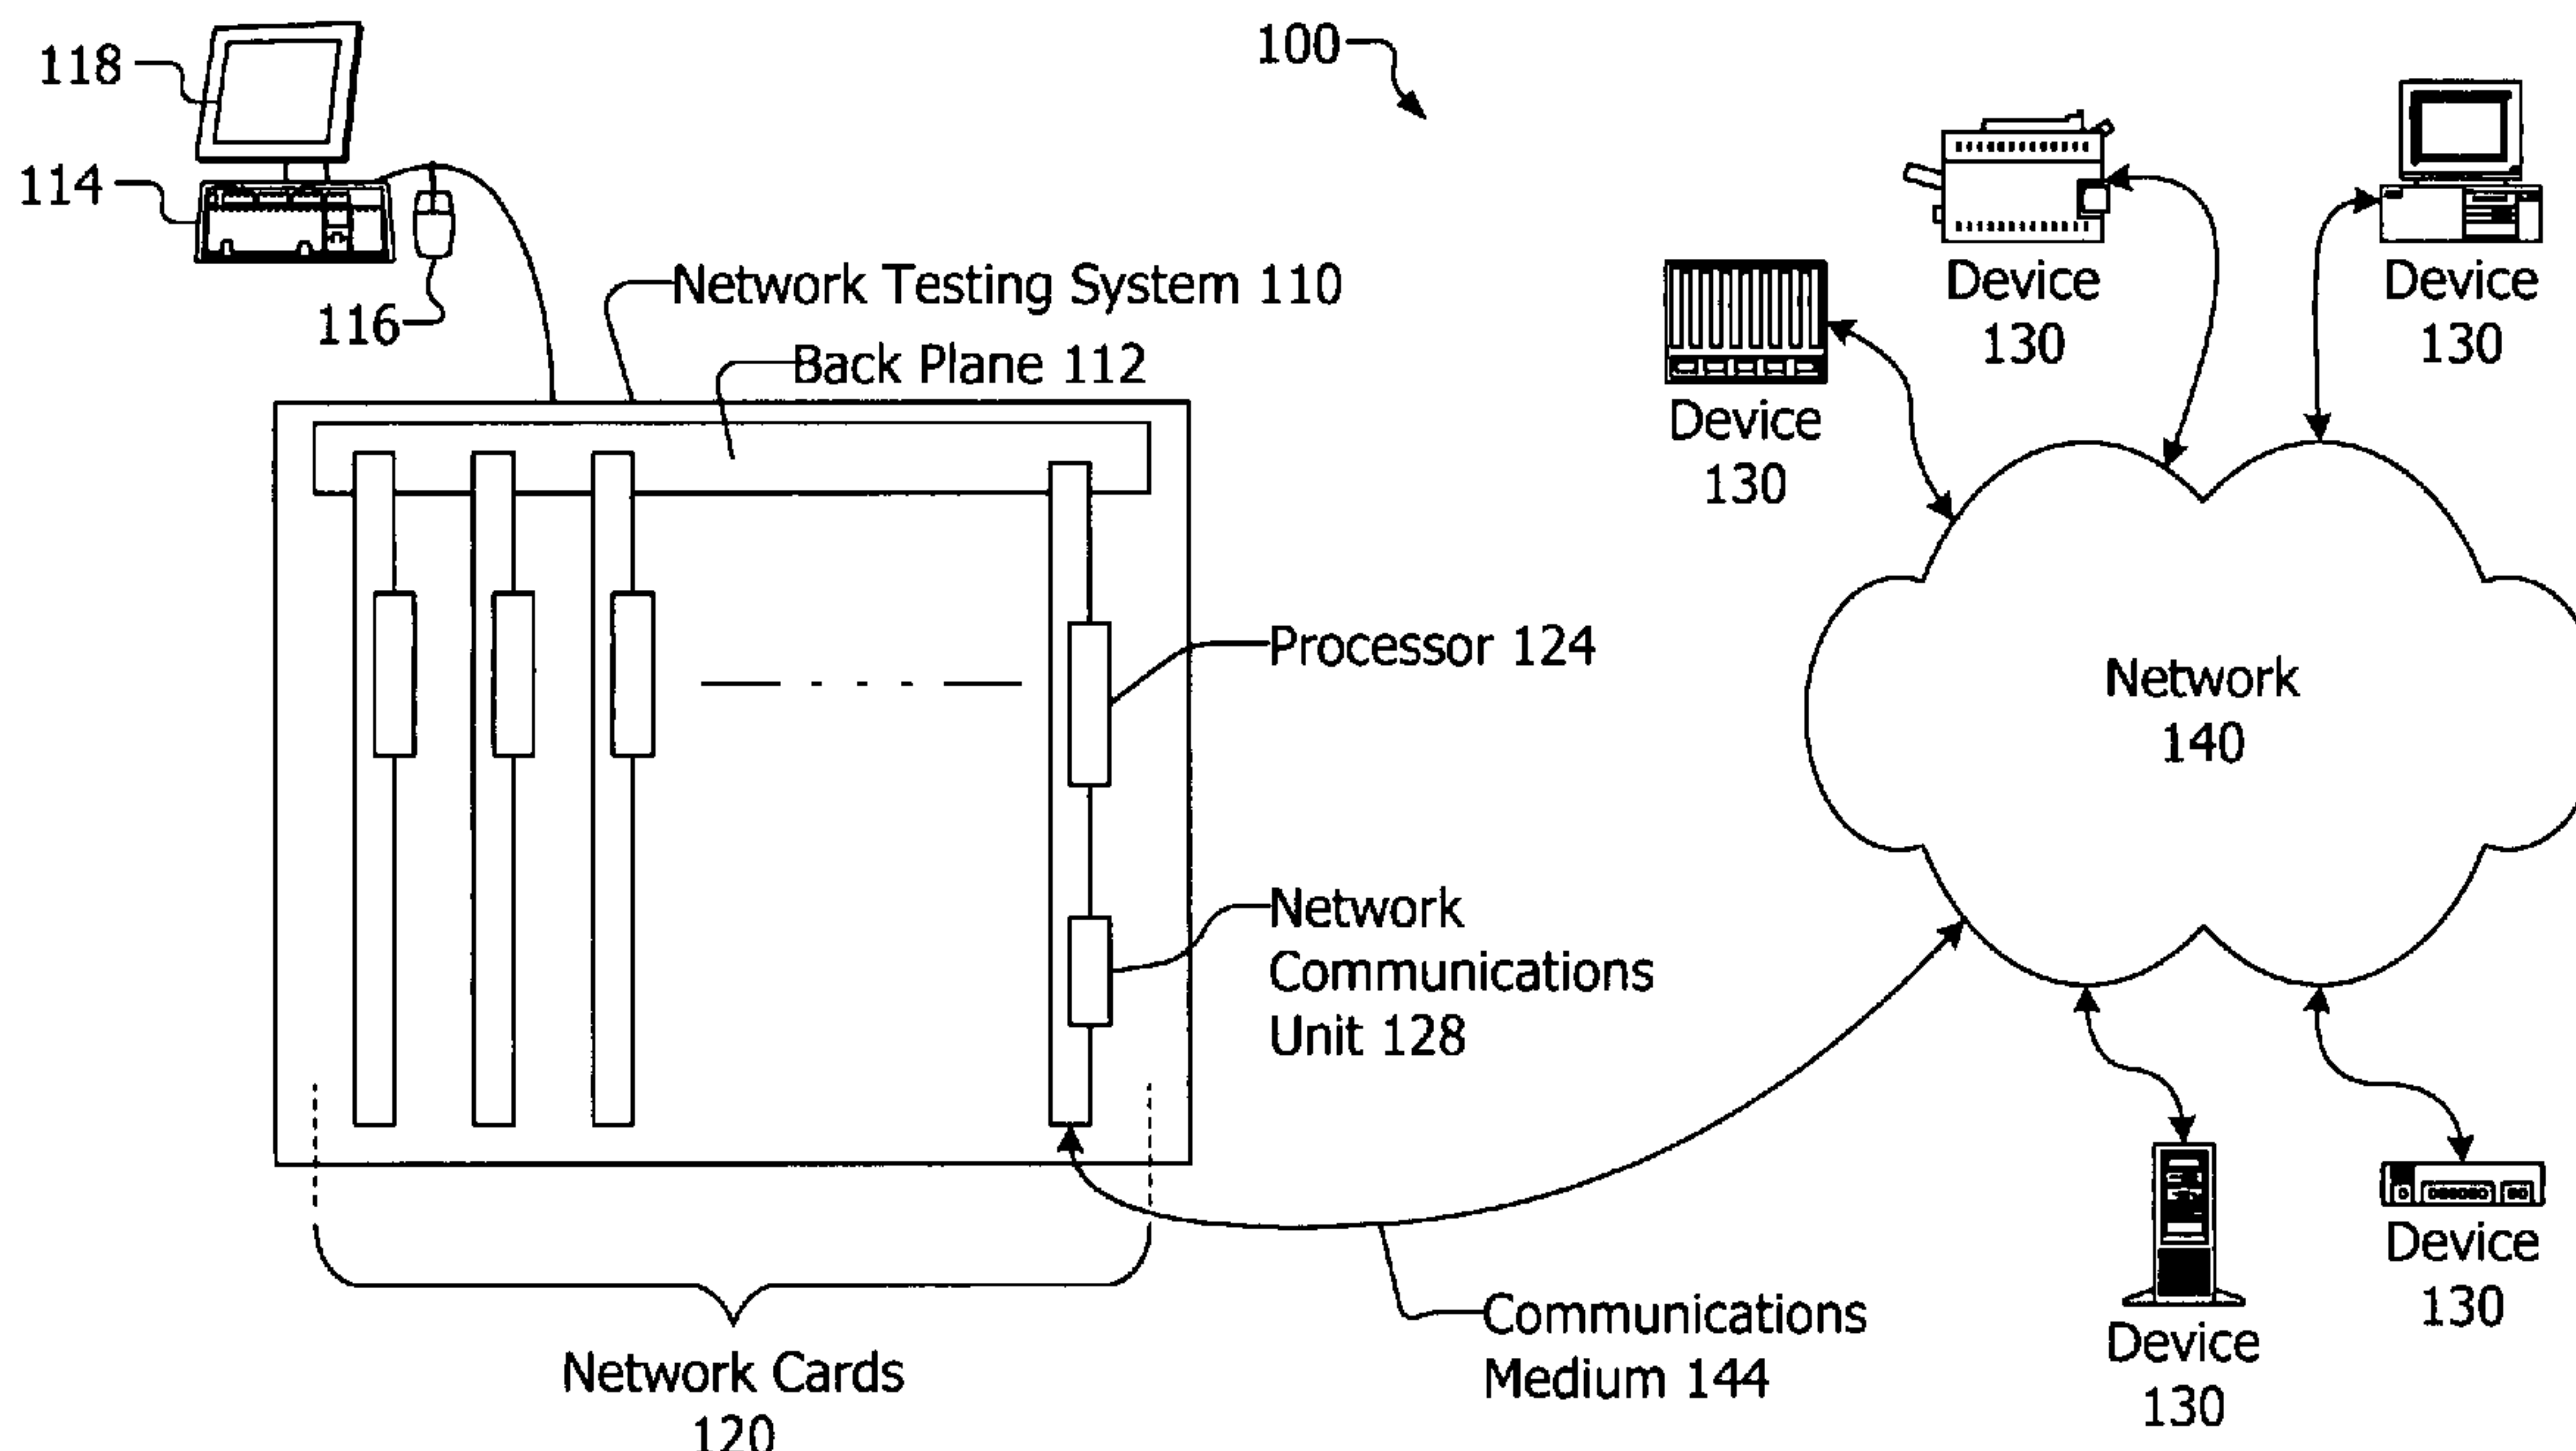 118
114
116
100
Network Testing System 110
Back Plane 112
Processor 124
Network
Communications
Unit 128
Network Cards
120
Communications
Medium 144
Device
130
Device
130
Device
130
Network
140
Device
130
Device
130